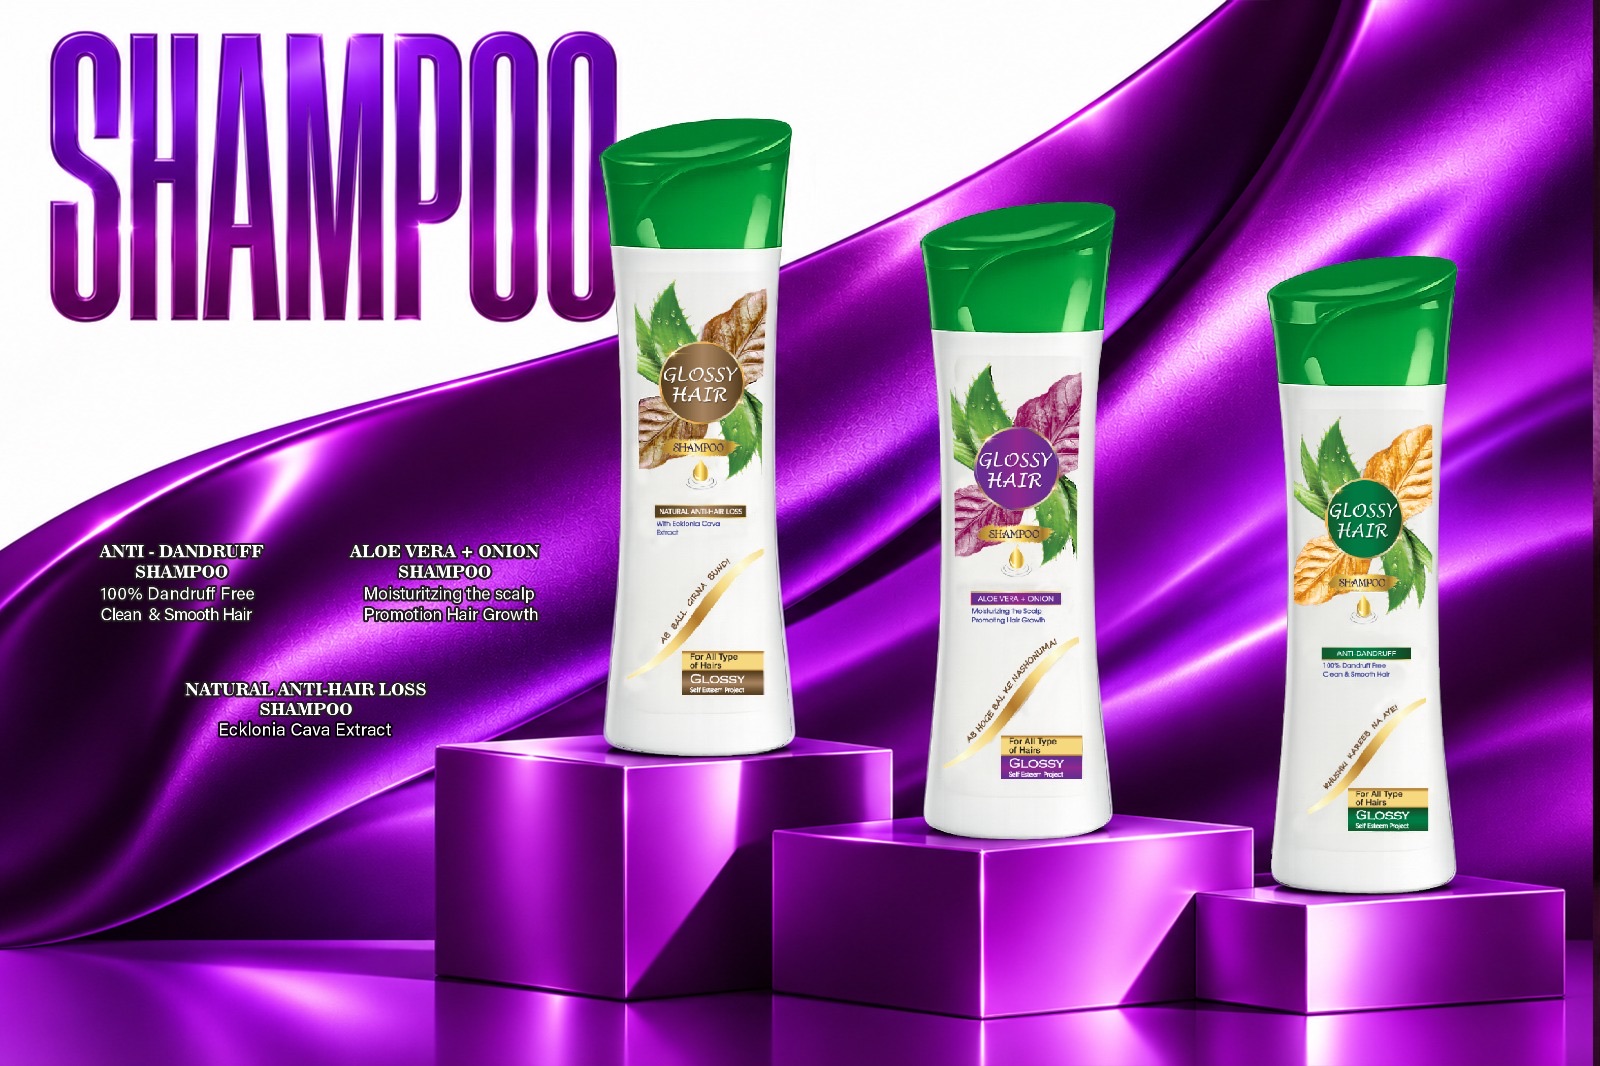 SHAMPOO
ANTI - DANDRUFF
SHAMPOO
100% Dandruff Free
Clean & Smooth Hair
ALOE VERA + ONION
SHAMPOO
Moisturitzing the scalp
Promotion Hair Growth
NATURAL ANTI-HAIR LOSS
SHAMPOO
Ecklonia Cava Extract
GLOSSY
HAIR
SHAMPOO
NATURAL ANTI-HAIR LOSS
With Ecklonia Cava
Extract
AB BALL GIRNA BUND!
For All Type
of Hairs
GLOSSY
Self Esteem Project
GLOSSY
HAIR
SHAMPOO
ALOE VERA + ONION
Moisturizing the Scalp
Promoting Hair Growth
AB HOGE BAL KE NASHONUMA!
For All Type
of Hairs
GLOSSY
Self Esteem Project
GLOSSY
HAIR
SHAMPOO
ANTI-DANDRUFF
100% Dandruff Free
Clean & Smooth Hair
KHUSHKI KAREEB NA AYE!
For All Type
of Hairs
GLOSSY
Self Esteem Project